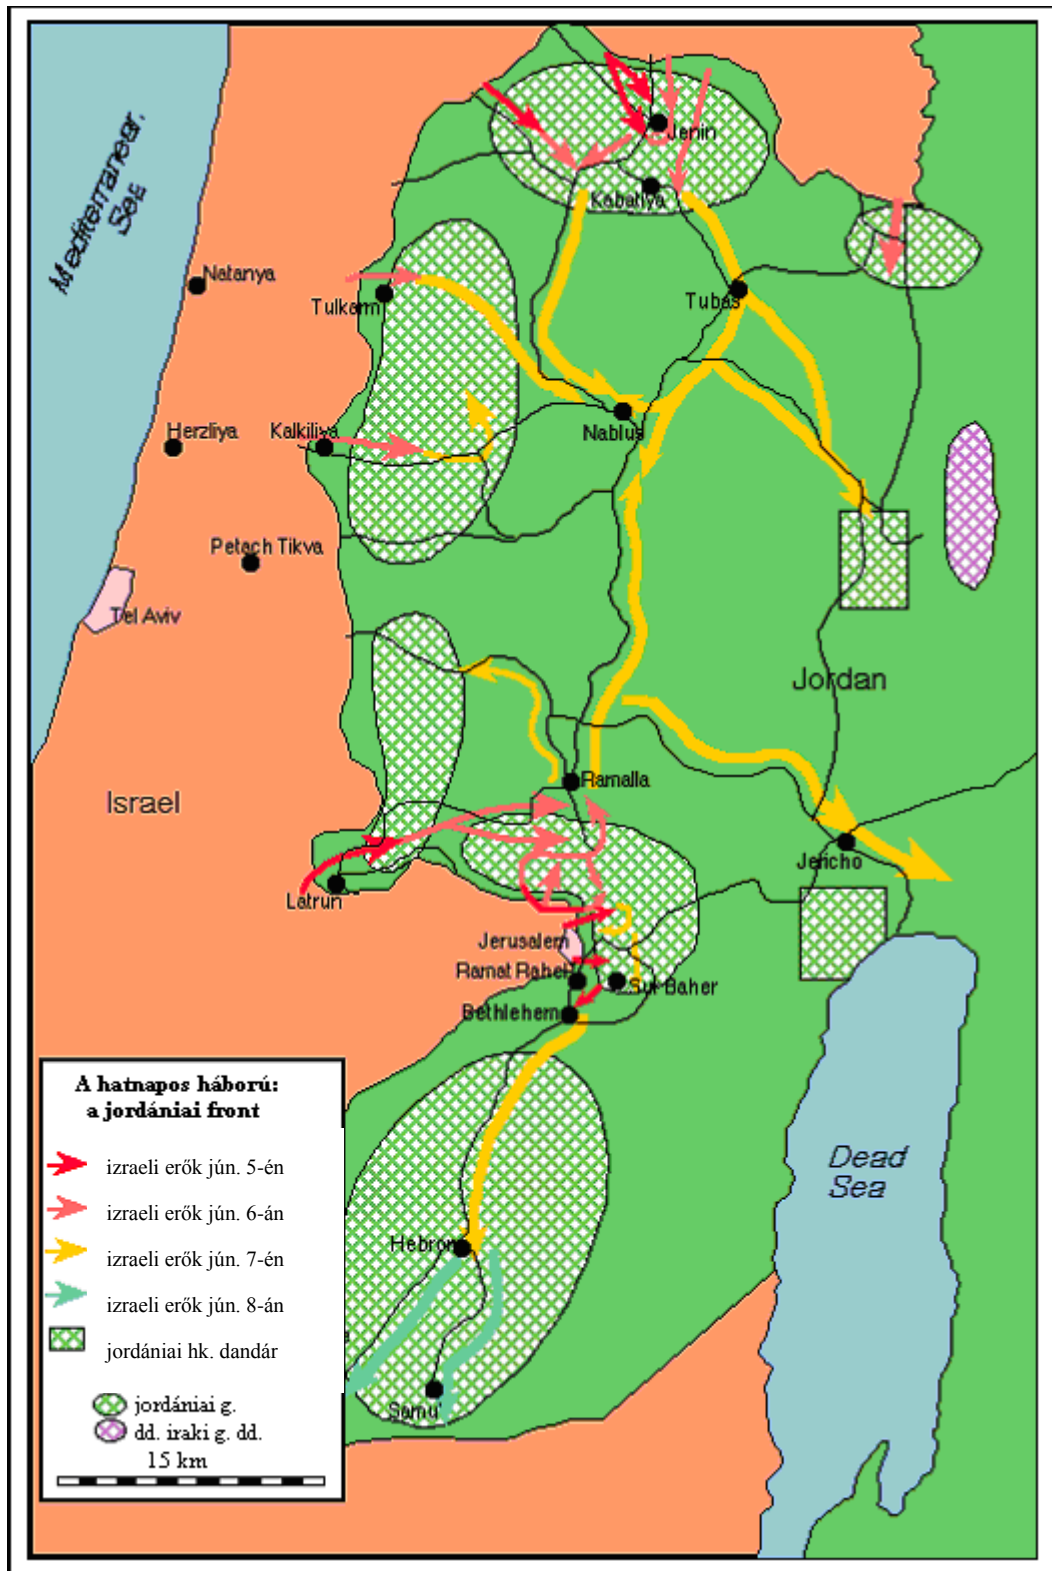 Mediterranear.
SeE
Jenin
Kabatiya
Natanya
Tulkarm
Tubas
Herzliya
Kalkiliya
Nablus
Petach Tikva
Tel Aviv
Jordan
Israel
Ramalla
Jericho
Latrun
Jerusalem
Ramat Rahel
Sur Baher
Bethlehem
Dead
Sea
Hebron
Samu'
A hatnapos háború:
a jordániai front
izraeli erők jún. 5-én
izraeli erők jún. 6-án
izraeli erők jún. 7-én
izraeli erők jún. 8-án
jordániai hk. dandár
jordániai g.
dd. iraki g. dd.
15 km